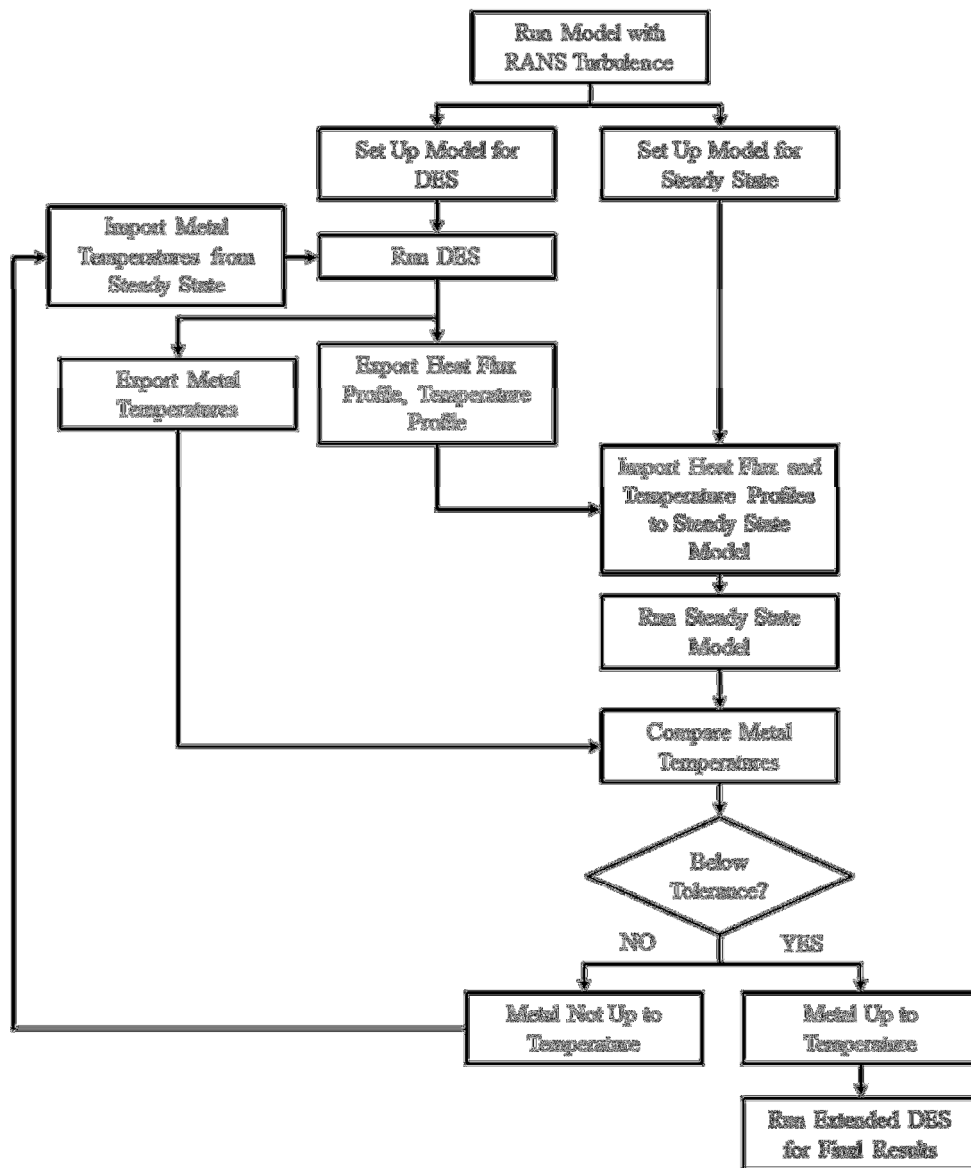 Run Model with
RANS Turbulence
Set Up Model for
DES
Set Up Model for
Steady State
Import Metal
Temperatures from
Steady State
Run DES
Export Metal
Temperatures
Export Heat Flux
Profile, Temperature
Profile
Import Heat Flux and
Temperature Profiles
to Steady State
Model
Run Steady State
Model
Compare Metal
Temperatures
Below
Tolerance?
NO
YES
Metal Not Up to
Temperature
Metal Up to
Temperature
Run Extended DES
for Final Results